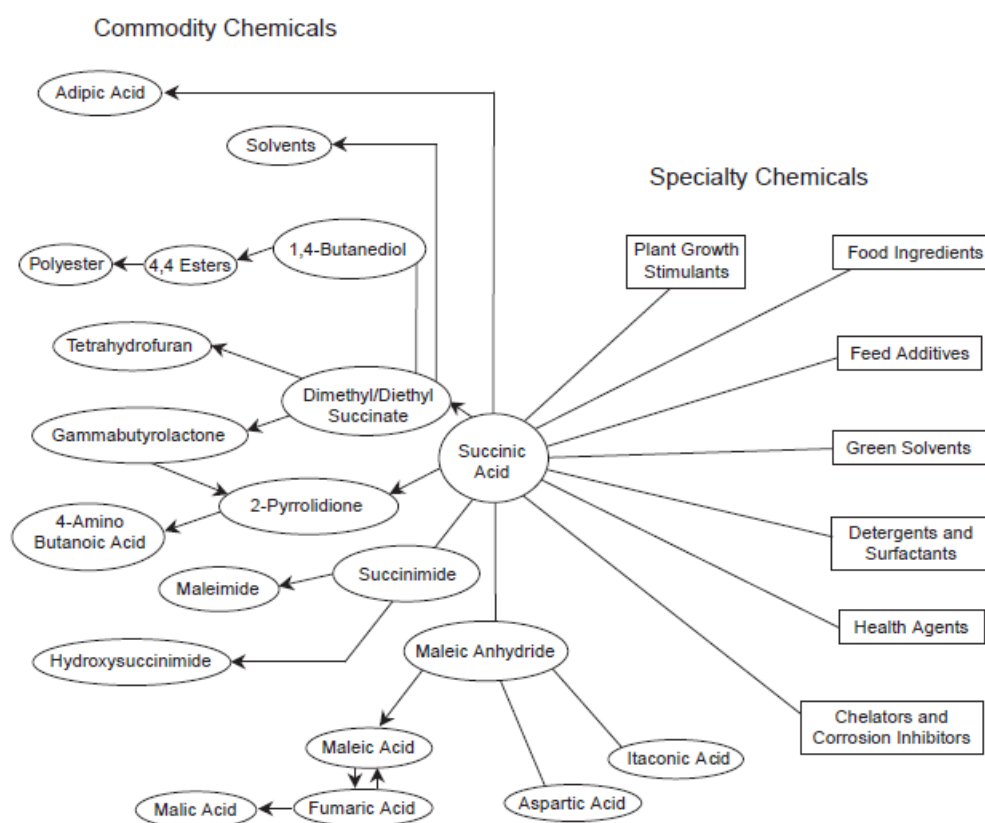 Commodity Chemicals
Adipic Acid
Solvents
Specialty Chemicals
1,4-Butanediol
Polyester
4,4 Esters
Plant Growth
Stimulants
Food Ingredients
Tetrahydrofuran
Feed Additives
Dimethyl/Diethyl
Succinate
Gammabutyrolactone
Succinic
Acid
Green Solvents
2-Pyrrolidione
4-Amino
Butanoic Acid
Detergents and
Surfactants
Succinimide
Maleimide
Health Agents
Hydroxysuccinimide
Maleic Anhydride
Chelators and
Corrosion Inhibitors
Maleic Acid
Itaconic Acid
Malic Acid
Fumaric Acid
Aspartic Acid